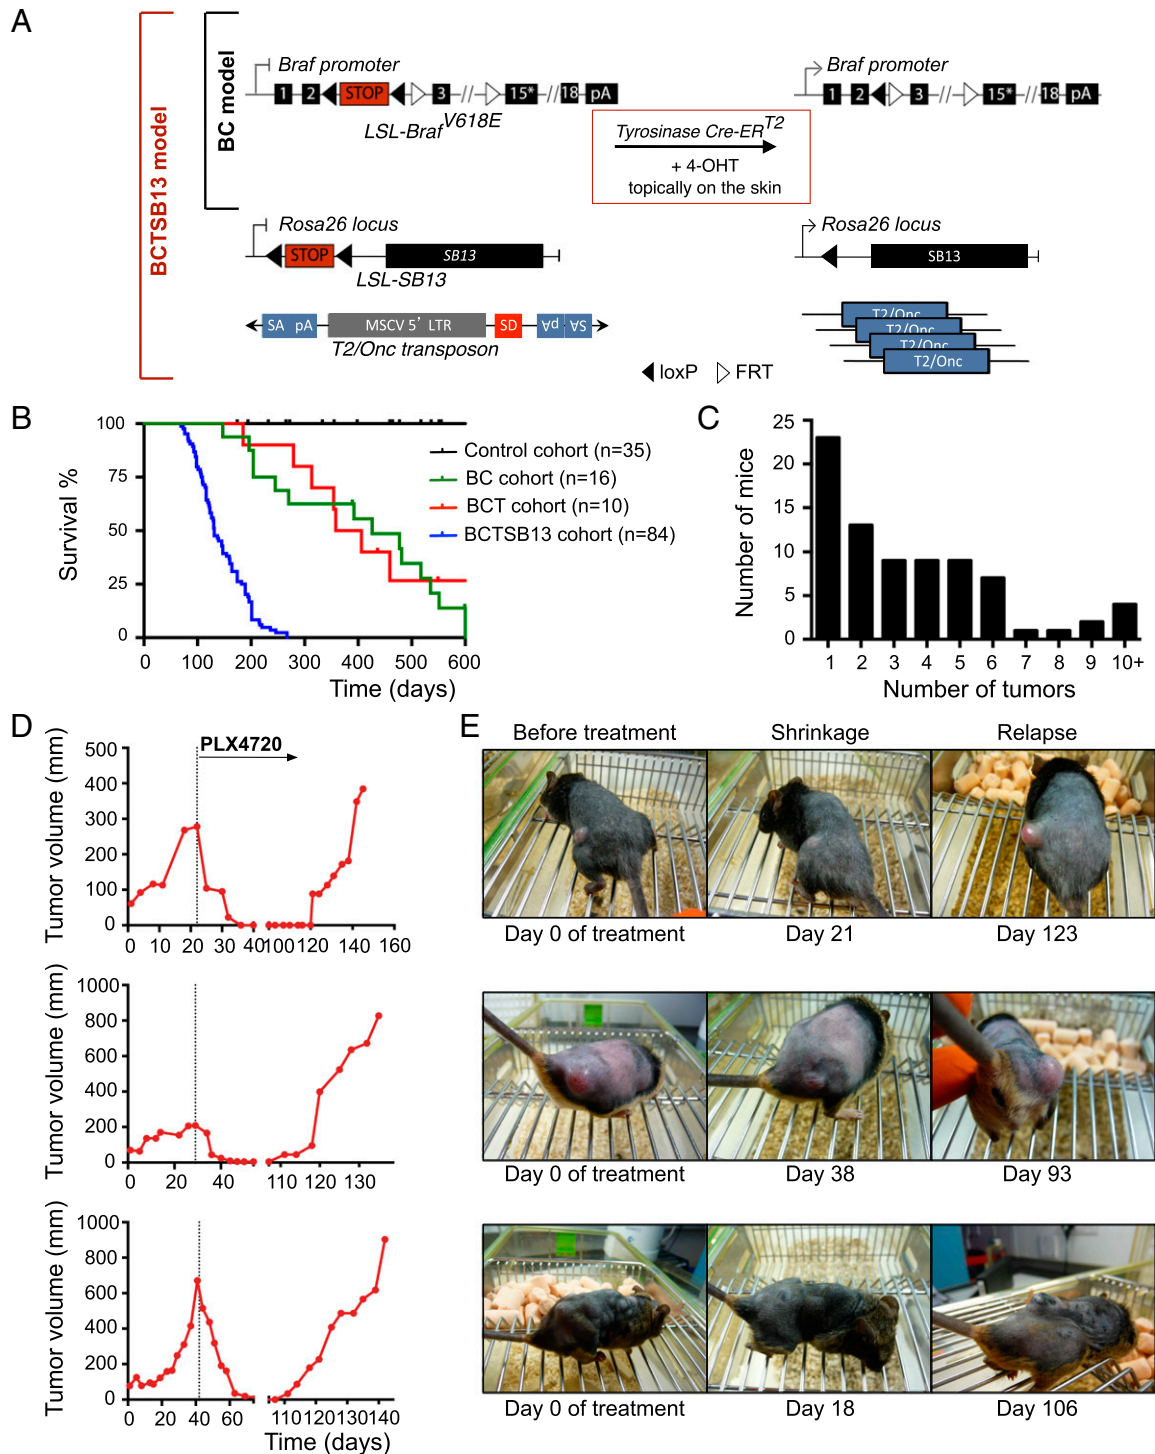 A
BCTSB13 model
BC model
Braf promoter
1 2 STOP 3 // 15* // 18 pA
LSL-Braf V618E
Tyrosinase Cre-ER T2
+ 4-OHT
topically on the skin
Braf promoter
1 2 3 // 15* // 18 pA
Rosa26 locus
STOP SB13
LSL-SB13
Rosa26 locus
SB13
SA pA MSCV 5' LTR SD pA SA
T2/Onc transposon
T2/Onc
T2/Onc
T2/Onc
T2/Onc
loxP FRT
B
Survival %
100
75
50
25
0
0 100 200 300 400 500 600
Time (days)
Control cohort (n=35)
BC cohort (n=16)
BCT cohort (n=10)
BCTSB13 cohort (n=84)
C
Number of mice
25
20
15
10
5
0
1 2 3 4 5 6 7 8 9 10+
Number of tumors
D
PLX4720
Tumor volume (mm)
500
400
300
200
100
0
0 10 20 30 40 100 120 140 160
Tumor volume (mm)
1000
800
600
400
200
0
0 20 40 110 120 130
Tumor volume (mm)
1000
800
600
400
200
0
0 20 40 60 110 120 130 140
Time (days)
E
Before treatment Shrinkage Relapse
Day 0 of treatment Day 21 Day 123
Day 0 of treatment Day 38 Day 93
Day 0 of treatment Day 18 Day 106